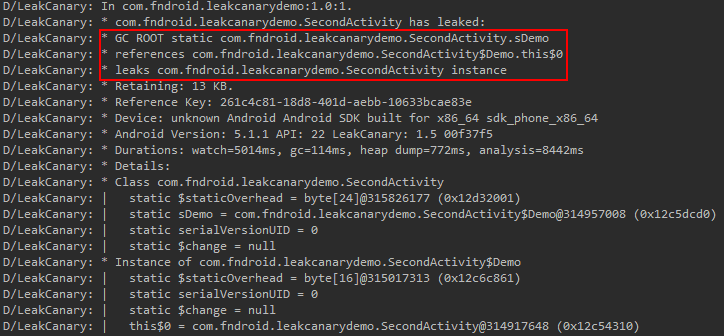 D/LeakCanary: In com.fndroid.leakcanarydemo:1.0:1.
D/LeakCanary: * com.fndroid.leakcanarydemo.SecondActivity has leaked:
D/LeakCanary: * GC ROOT static com.fndroid.leakcanarydemo.SecondActivity.sDemo
D/LeakCanary: * references com.fndroid.leakcanarydemo.SecondActivity$Demo.this$0
D/LeakCanary: * leaks com.fndroid.leakcanarydemo.SecondActivity instance
D/LeakCanary: * Retaining: 13 KB.
D/LeakCanary: * Reference Key: 261c4c81-18d8-401d-aebb-10633bcae83e
D/LeakCanary: * Device: unknown Android Android SDK built for x86_64 sdk_phone_x86_64
D/LeakCanary: * Android Version: 5.1.1 API: 22 LeakCanary: 1.5 00f37f5
D/LeakCanary: * Durations: watch=5014ms, gc=114ms, heap dump=772ms, analysis=8442ms
D/LeakCanary: * Details:
D/LeakCanary: * Class com.fndroid.leakcanarydemo.SecondActivity
D/LeakCanary: |   static $staticOverhead = byte[24]@315826177 (0x12d32001)
D/LeakCanary: |   static sDemo = com.fndroid.leakcanarydemo.SecondActivity$Demo@314957008 (0x12c5dcd0)
D/LeakCanary: |   static serialVersionUID = 0
D/LeakCanary: |   static $change = null
D/LeakCanary: * Instance of com.fndroid.leakcanarydemo.SecondActivity$Demo
D/LeakCanary: |   static $staticOverhead = byte[16]@315017313 (0x12c6c861)
D/LeakCanary: |   static serialVersionUID = 0
D/LeakCanary: |   static $change = null
D/LeakCanary: |   this$0 = com.fndroid.leakcanarydemo.SecondActivity@314917648 (0x12c54310)